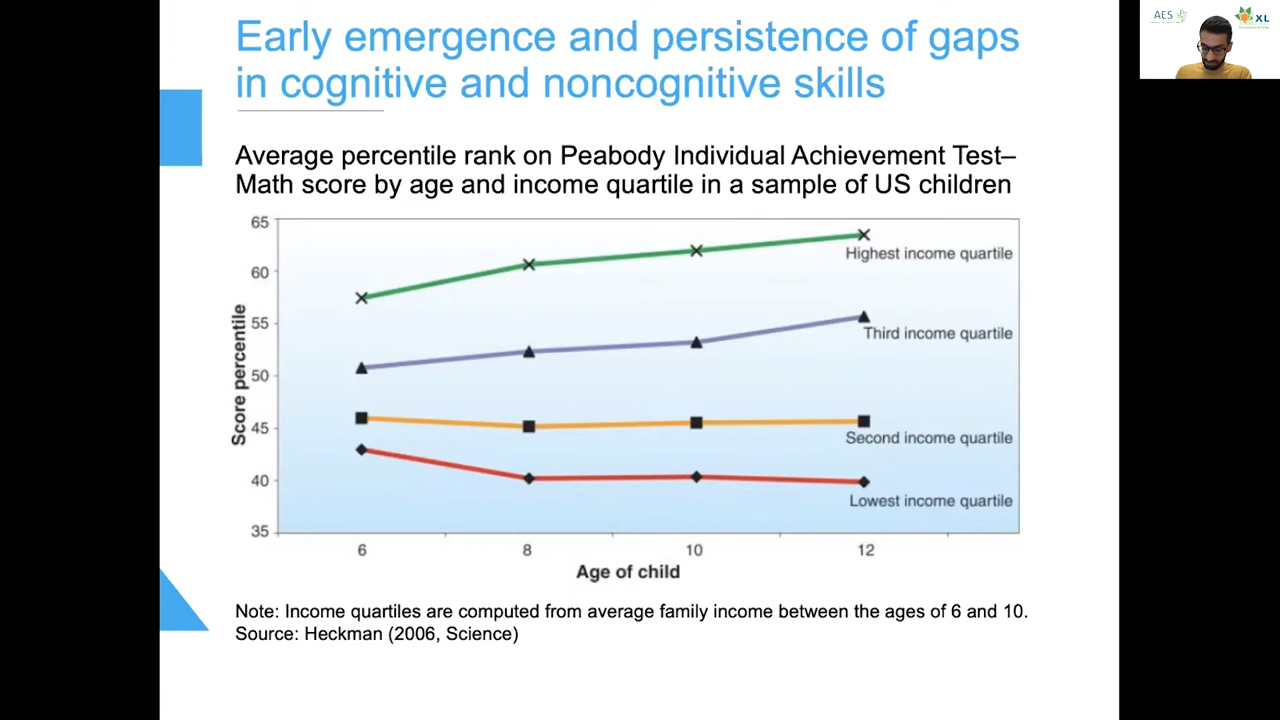 Early emergence and persistence of gaps
in cognitive and noncognitive skills
AES
XL
Average percentile rank on Peabody Individual Achievement Test–
Math score by age and income quartile in a sample of US children
65
60
55
50
45
40
35
Score percentile
Highest income quartile
Third income quartile
Second income quartile
Lowest income quartile
6 8 10 12
Age of child
Note: Income quartiles are computed from average family income between the ages of 6 and 10.
Source: Heckman (2006, Science)